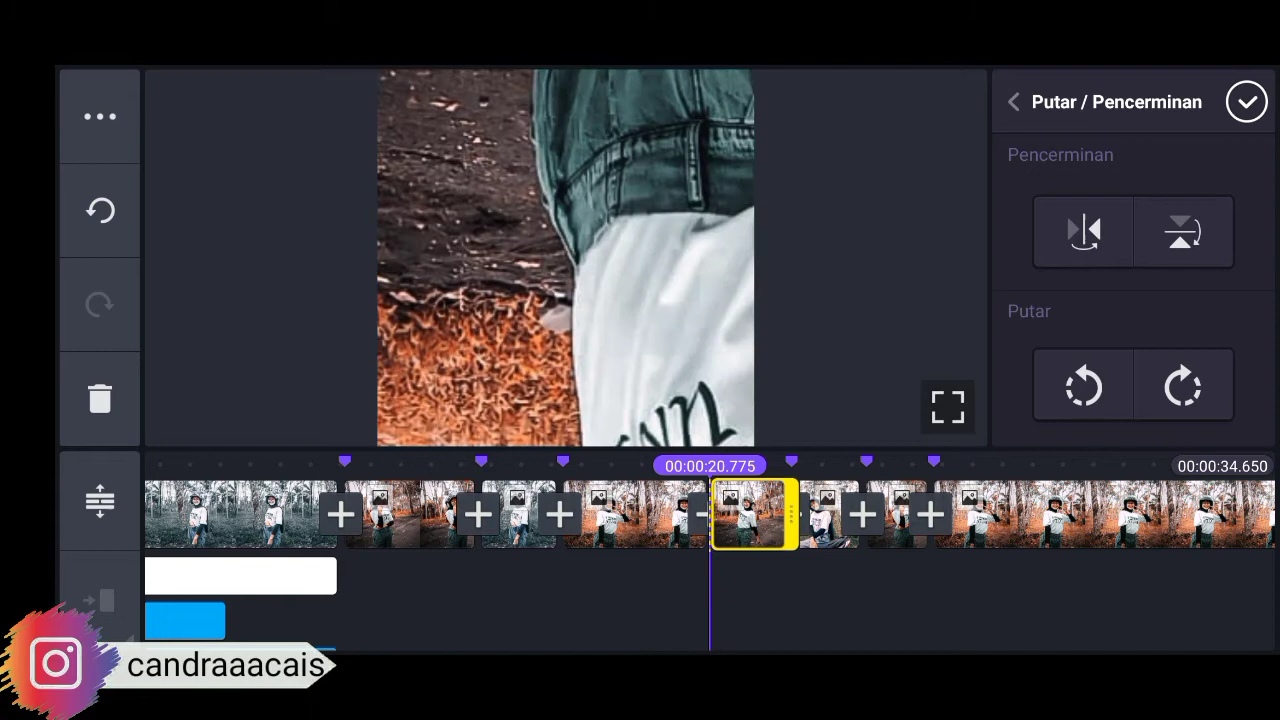 Putar / Pencerminan
Pencerminan
Putar
00:00:20.775
00:00:34.650
candraaacais